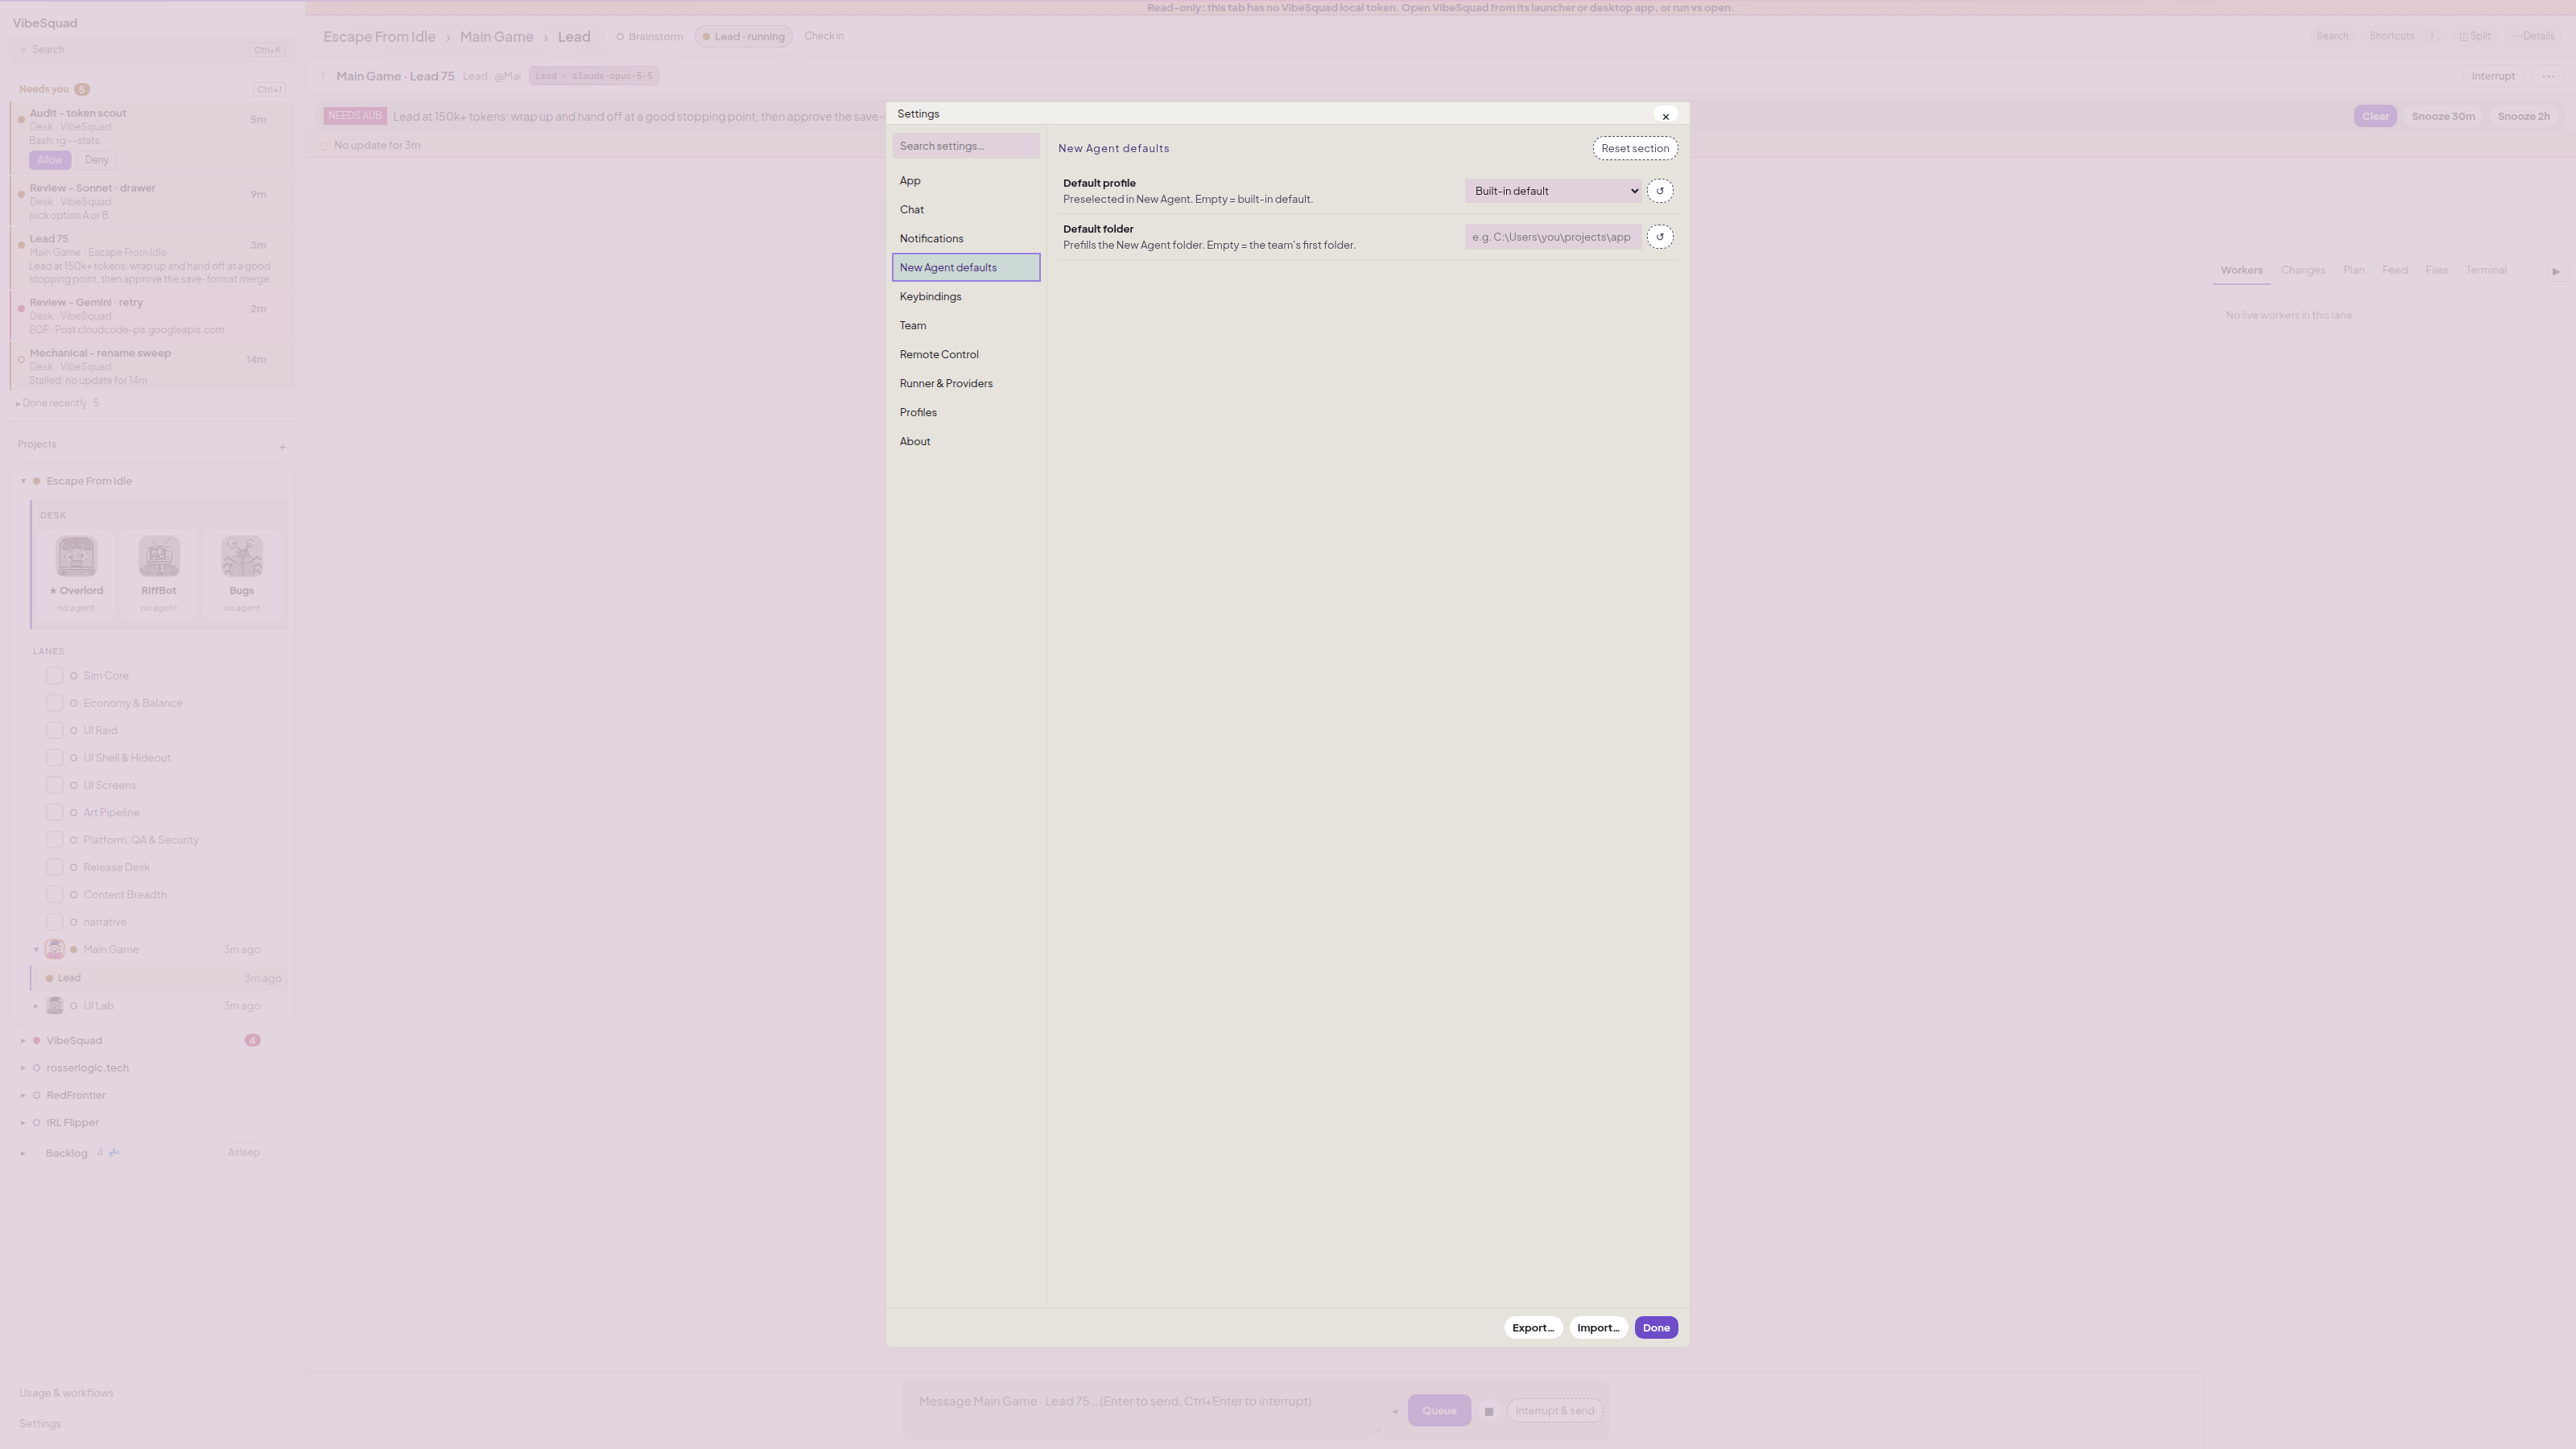 Read-only: this tab has no VibeSquad local token. Open VibeSquad from its launcher or desktop app, or run vs open.
VibeSquad
Search
Ctrl+K
Needs you 5
Ctrl+J
Audit - token scout
5m
Desk · VibeSquad
Bash: rg --stats
Allow
Deny
Review - Sonnet · drawer
9m
Desk · VibeSquad
pick option A or B
Lead 75
3m
Main Game · Escape From Idle
Lead at 150k+ tokens: wrap up and hand off at a good
stopping point, then approve the save-format merge
Review - Gemini · retry
2m
Desk · VibeSquad
EOF · Post cloudcode-pa.googleapis.com
Mechanical - rename sweep
14m
Desk · VibeSquad
Stalled: no update for 14m
▸ Done recently · 5
Projects
+
Escape From Idle
DESK
★ Overlord
no agent
RiffBot
no agent
Bugs
no agent
LANES
Sim Core
Economy & Balance
UI Raid
UI Shell & Hideout
UI Screens
Art Pipeline
Platform, QA & Security
Release Desk
Content Breadth
narrative
Main Game
3m ago
Lead
3m ago
UI Lab
3m ago
VibeSquad
4
rosserlogic.tech
RedFrontier
IRL Flipper
Backlog · 4
Asleep
Usage & workflows
Settings
Escape From Idle › Main Game › Lead
Brainstorm
Lead · running
Check in
Search
Shortcuts ?
Split
··· Details
! Main Game · Lead 75
Lead · @Mai
Lead · claude-opus-5-5
Interrupt
···
NEEDS AUB
Lead at 150k+ tokens: wrap up and hand off at a good stopping point, then approve the save-
Clear
Snooze 30m
Snooze 2h
No update for 3m
Settings
×
Search settings…
App
Chat
Notifications
New Agent defaults
Keybindings
Team
Remote Control
Runner & Providers
Profiles
About
New Agent defaults
Reset section
Default profile
Preselected in New Agent. Empty = built-in default.
Built-in default
↺
Default folder
Prefills the New Agent folder. Empty = the team's first folder.
e.g. C:\Users\you\projects\app
↺
Export…
Import…
Done
Workers
Changes
Plan
Feed
Files
Terminal
No live workers in this lane.
Message Main Game · Lead 75… (Enter to send, Ctrl+Enter to interrupt)
Queue
Interrupt & send